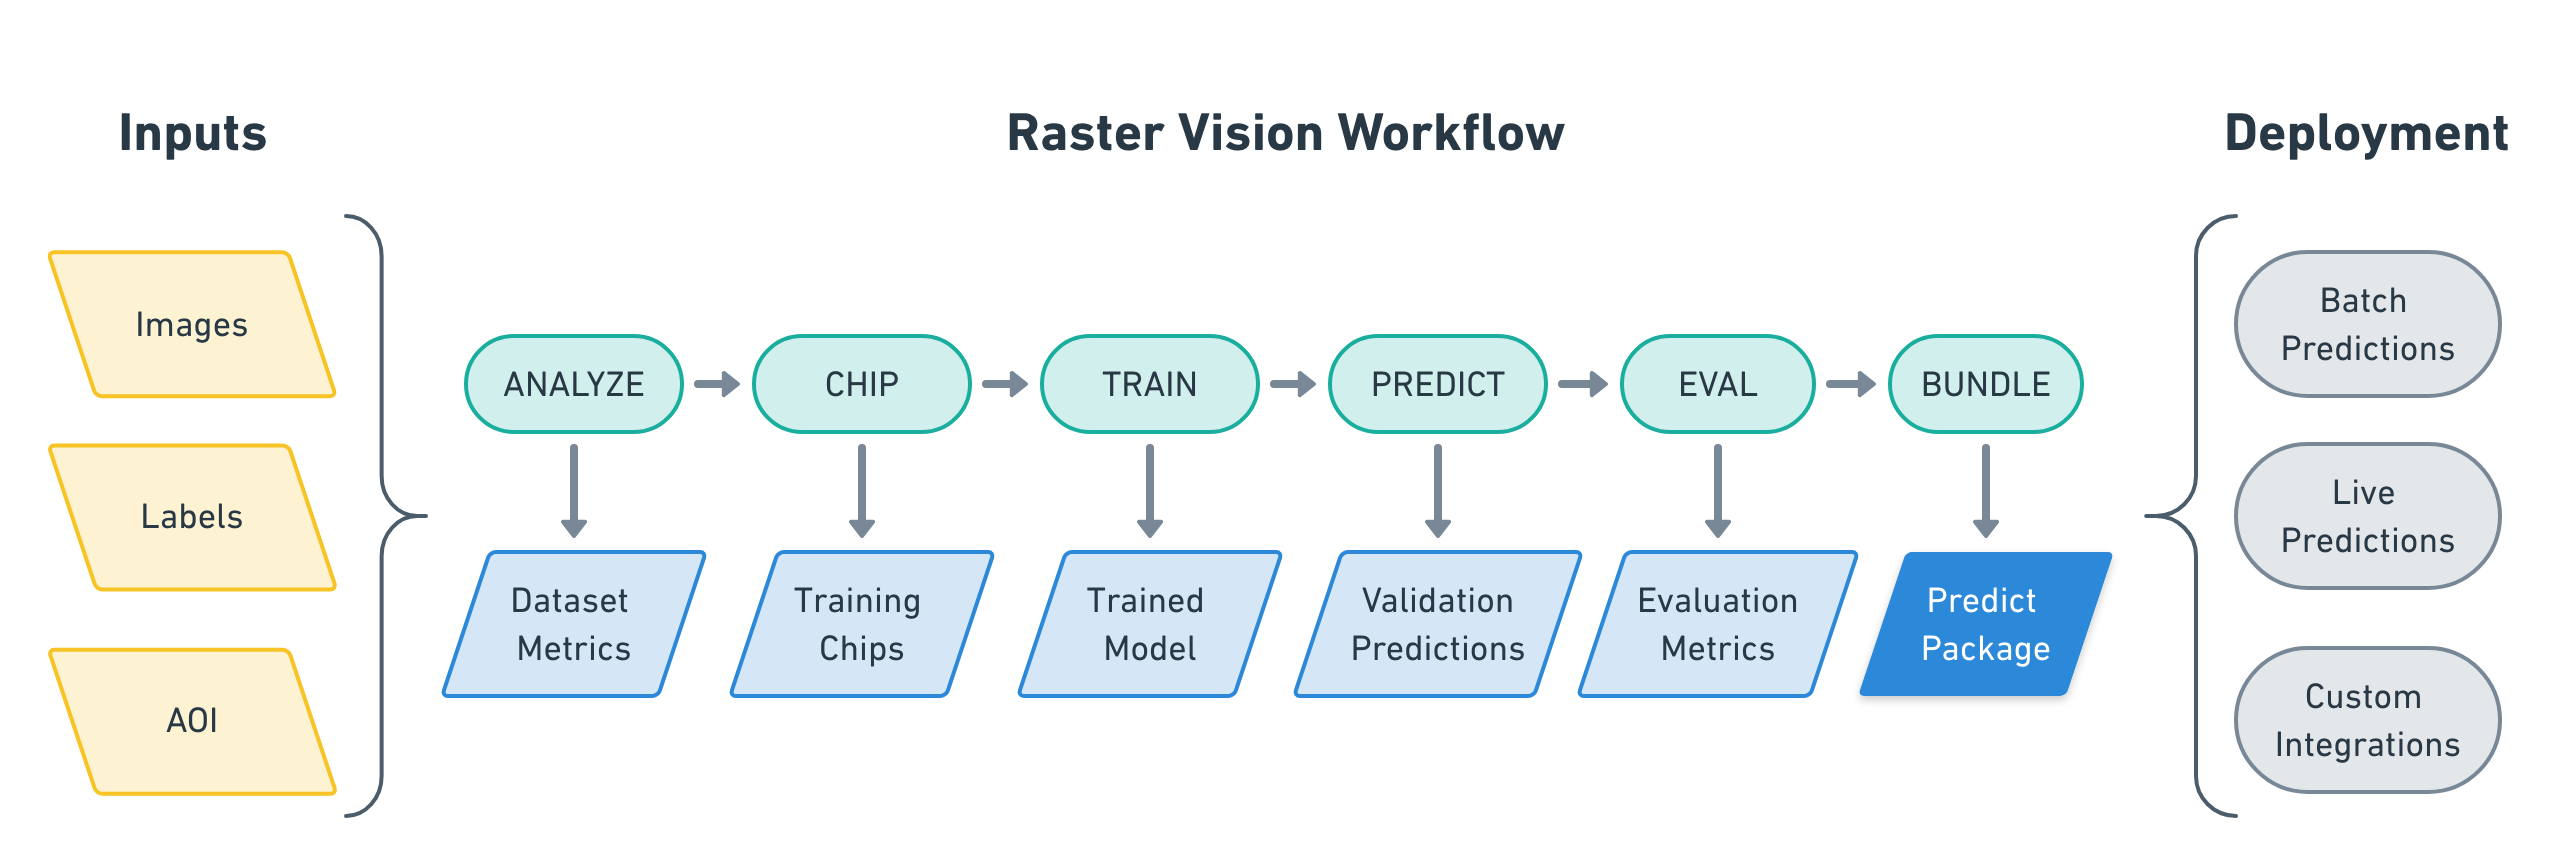 Inputs
Raster Vision Workflow
Deployment
Images
Labels
AOI
ANALYZE
CHIP
TRAIN
PREDICT
EVAL
BUNDLE
Dataset
Metrics
Training
Chips
Trained
Model
Validation
Predictions
Evaluation
Metrics
Predict
Package
Batch
Predictions
Live
Predictions
Custom
Integrations